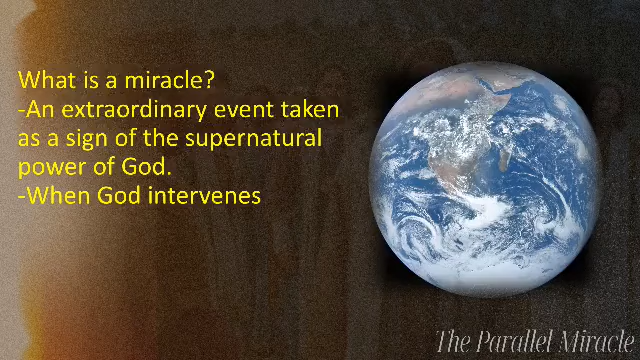 What is a miracle?
-An extraordinary event taken
as a sign of the supernatural
power of God.
-When God intervenes
The Parallel Miracle